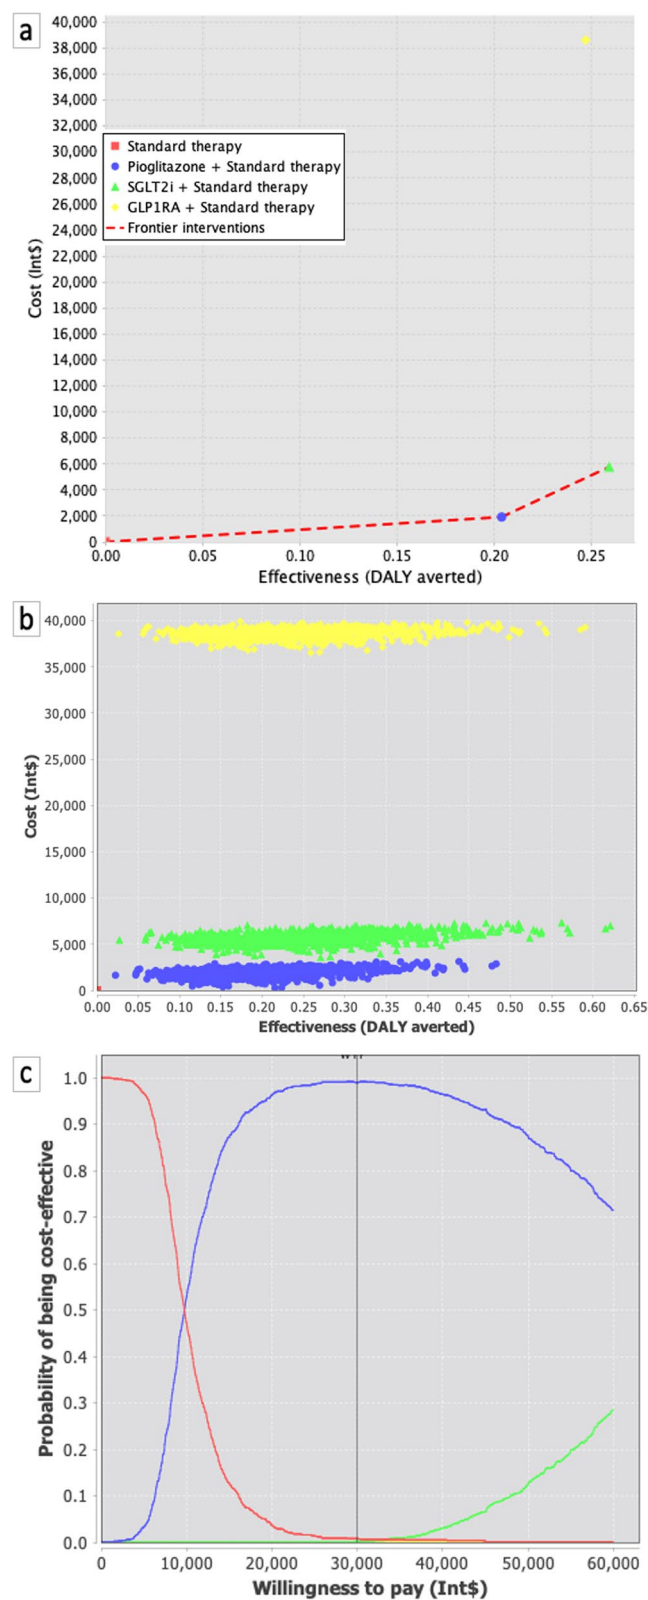 a
40,000
38,000
36,000
34,000
32,000
30,000
28,000
26,000
24,000
22,000
20,000
18,000
16,000
14,000
12,000
10,000
8,000
6,000
4,000
2,000
0
Cost (Int$)
Standard therapy
Pioglitazone + Standard therapy
SGLT2i + Standard therapy
GLP1RA + Standard therapy
Frontier interventions
0.00 0.05 0.10 0.15 0.20 0.25
Effectiveness (DALY averted)
b
40,000
35,000
30,000
25,000
20,000
15,000
10,000
5,000
0
Cost (Int$)
0 0.05 0.10 0.15 0.20 0.25 0.30 0.35 0.40 0.45 0.50 0.55 0.60 0.65
Effectiveness (DALY averted)
c
1.0
0.9
0.8
0.7
0.6
0.5
0.4
0.3
0.2
0.1
0.0
Probability of being cost-effective
0 10,000 20,000 30,000 40,000 50,000 60,000
Willingness to pay (Int$)